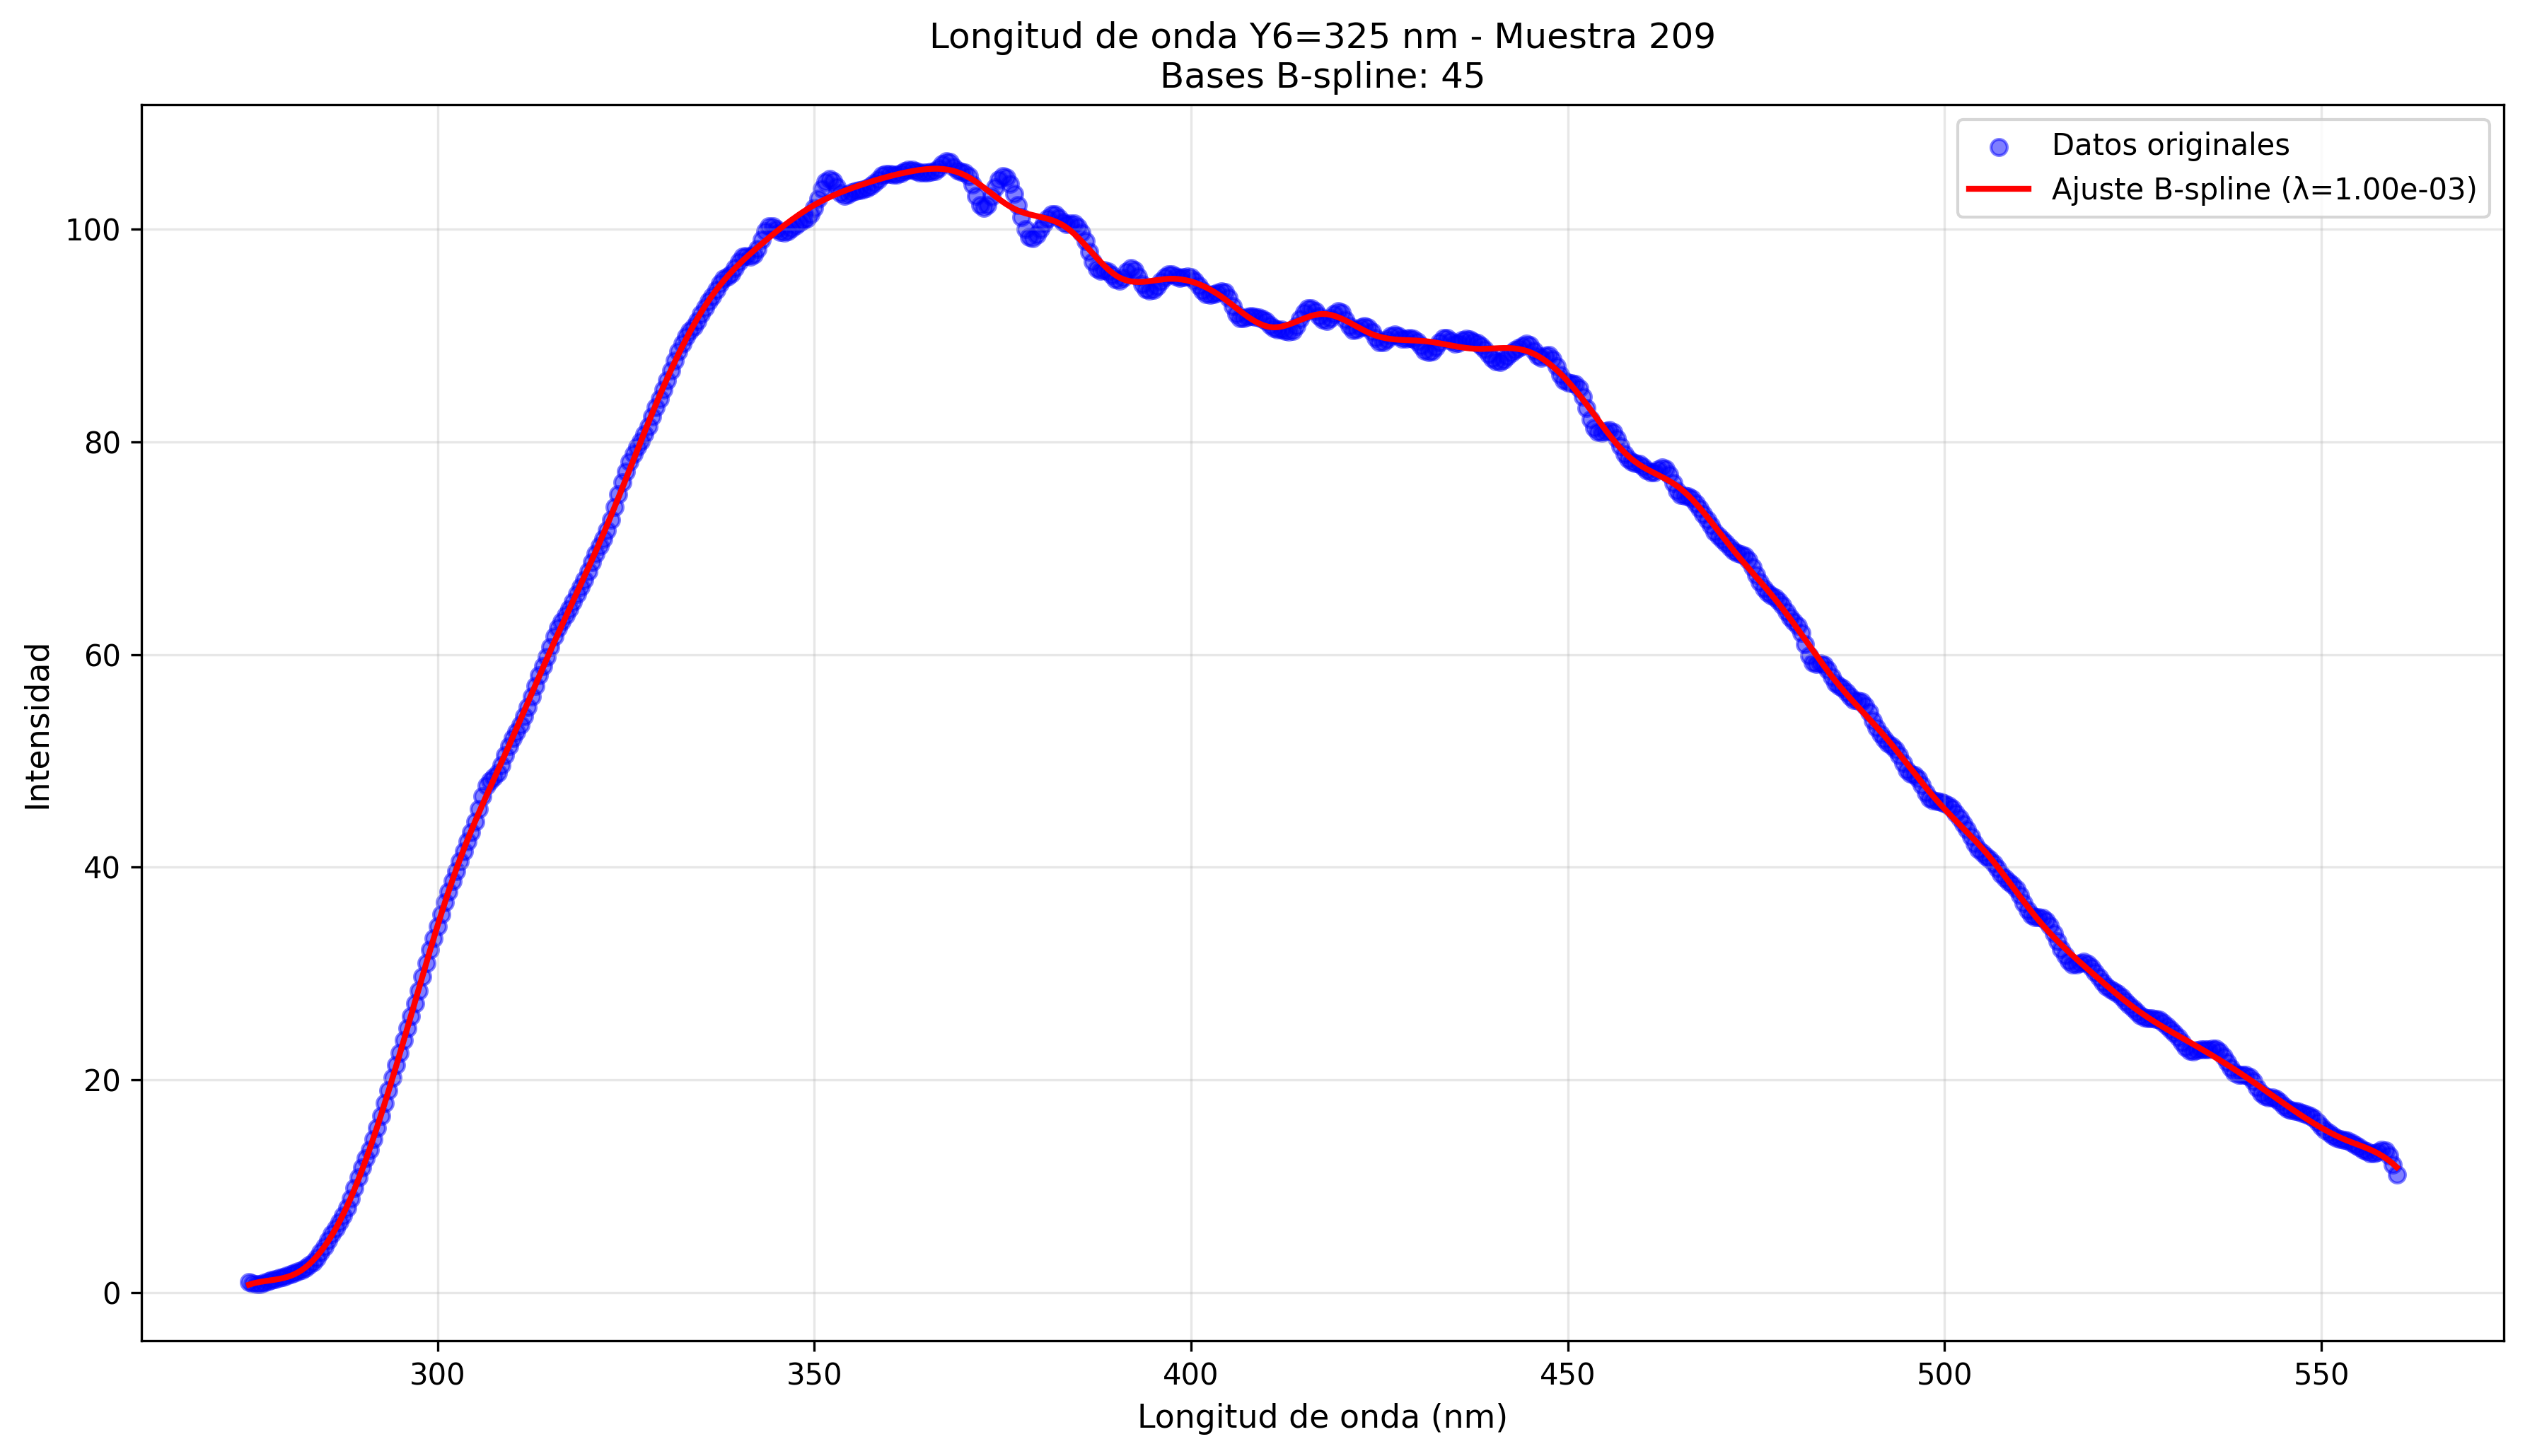 Longitud de onda Y6=325 nm - Muestra 209
Bases B-spline: 45
Datos originales
Ajuste B-spline (λ=1.00e-03)
Intensidad
100
80
60
40
20
0
300 350 400 450 500 550
Longitud de onda (nm)